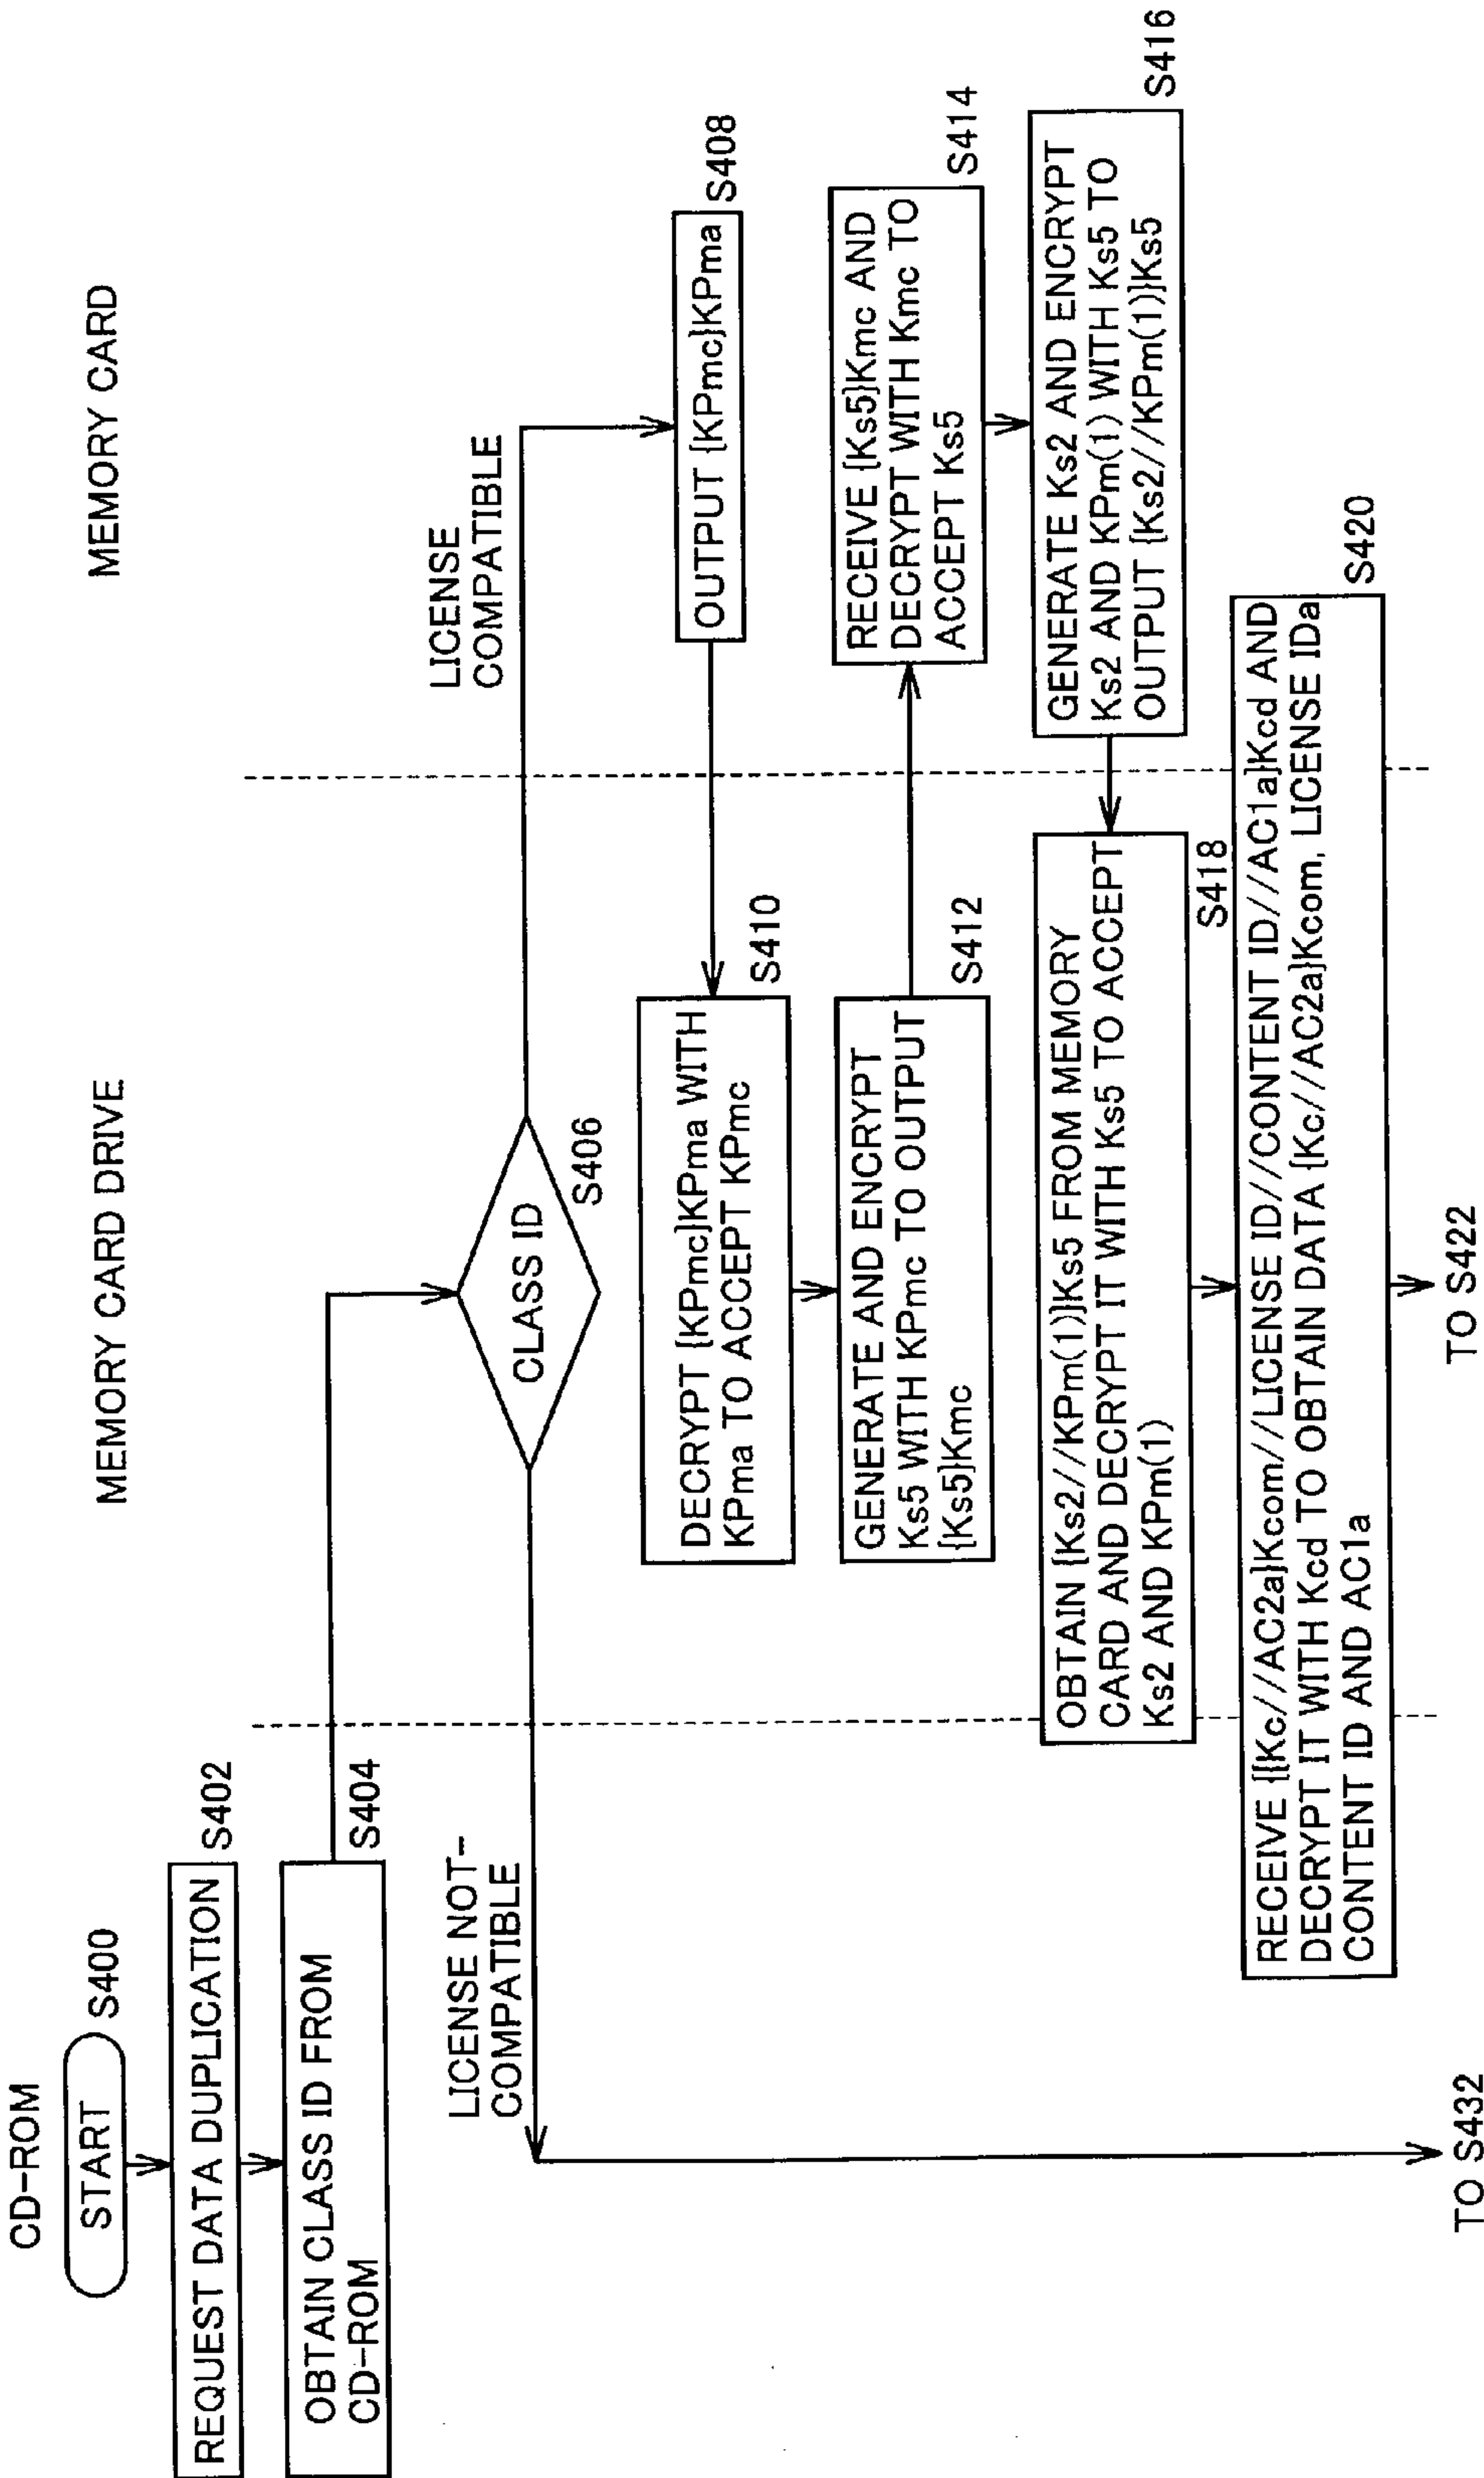 CD-ROM
MEMORY CARD DRIVE
MEMORY CARD
START
S400
REQUEST DATA DUPLICATION
S402
OBTAIN CLASS ID FROM
CD-ROM
S404
CLASS ID
S406
LICENSE NOT-
COMPATIBLE
LICENSE
COMPATIBLE
OUTPUT {KPmc}KPma
S408
DECRYPT {KPmc}KPma WITH
KPma TO ACCEPT KPmc
S410
GENERATE AND ENCRYPT
Ks5 WITH KPmc TO OUTPUT
{Ks5}Kmc
S412
RECEIVE {Ks5}Kmc AND
DECRYPT WITH Kmc TO
ACCEPT Ks5
S414
GENERATE Ks2 AND ENCRYPT
Ks2 AND KPm(1) WITH Ks5 TO
OUTPUT {Ks2//KPm(1)}Ks5
S416
OBTAIN {Ks2//KPm(1)}Ks5 FROM MEMORY
CARD AND DECRYPT IT WITH Ks5 TO ACCEPT
Ks2 AND KPm(1)
S418
RECEIVE {{Kc//AC2a}Kcom//LICENSE ID//CONTENT ID//AC1a}Kcd AND
DECRYPT IT WITH Kcd TO OBTAIN DATA {Kc//AC2a}Kcom, LICENSE IDa
CONTENT ID AND AC1a
S420
TO S432
TO S422